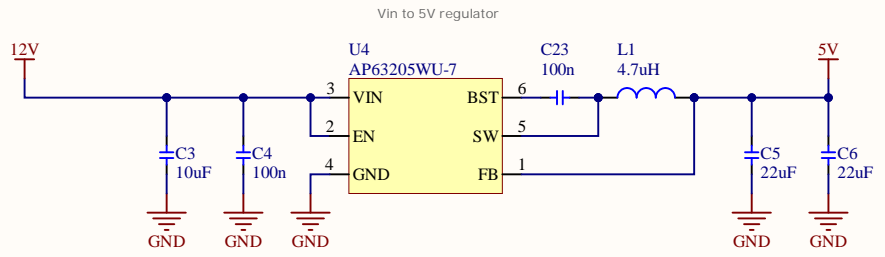 Vin to 5V regulator
12V
U4
AP63205WU-7
C23
100n
L1
4.7uH
5V
3 VIN
BST 6
2 EN
SW 5
4 GND
FB 1
C3
10uF
C4
100n
C5
22uF
C6
22uF
GND
GND
GND
GND
GND